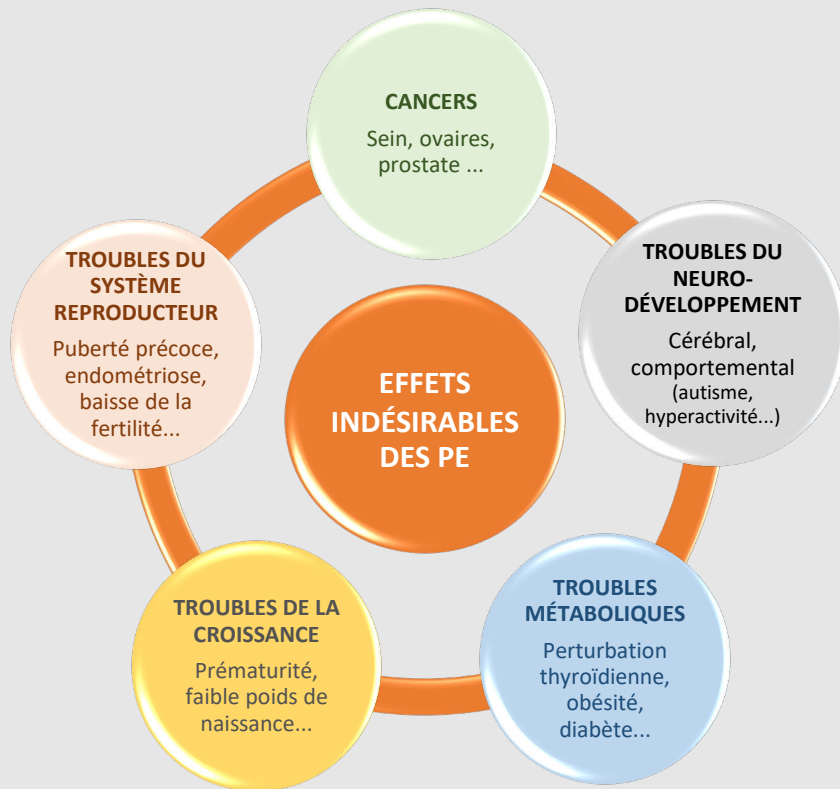 CANCERS
Sein, ovaires,
prostate ...
TROUBLES DU
NEURO-
DÉVELOPPEMENT
Cérébral,
comportemental
(autisme,
hyperactivité...)
TROUBLES
MÉTABOLIQUES
Perturbation
thyroïdienne,
obésité,
diabète...
TROUBLES DE LA
CROISSANCE
Prématurité,
faible poids de
naissance...
TROUBLES DU
SYSTÈME
REPRODUCTEUR
Puberté précoce,
endométriose,
baisse de la
fertilité...
EFFETS
INDÉSIRABLES
DES PE